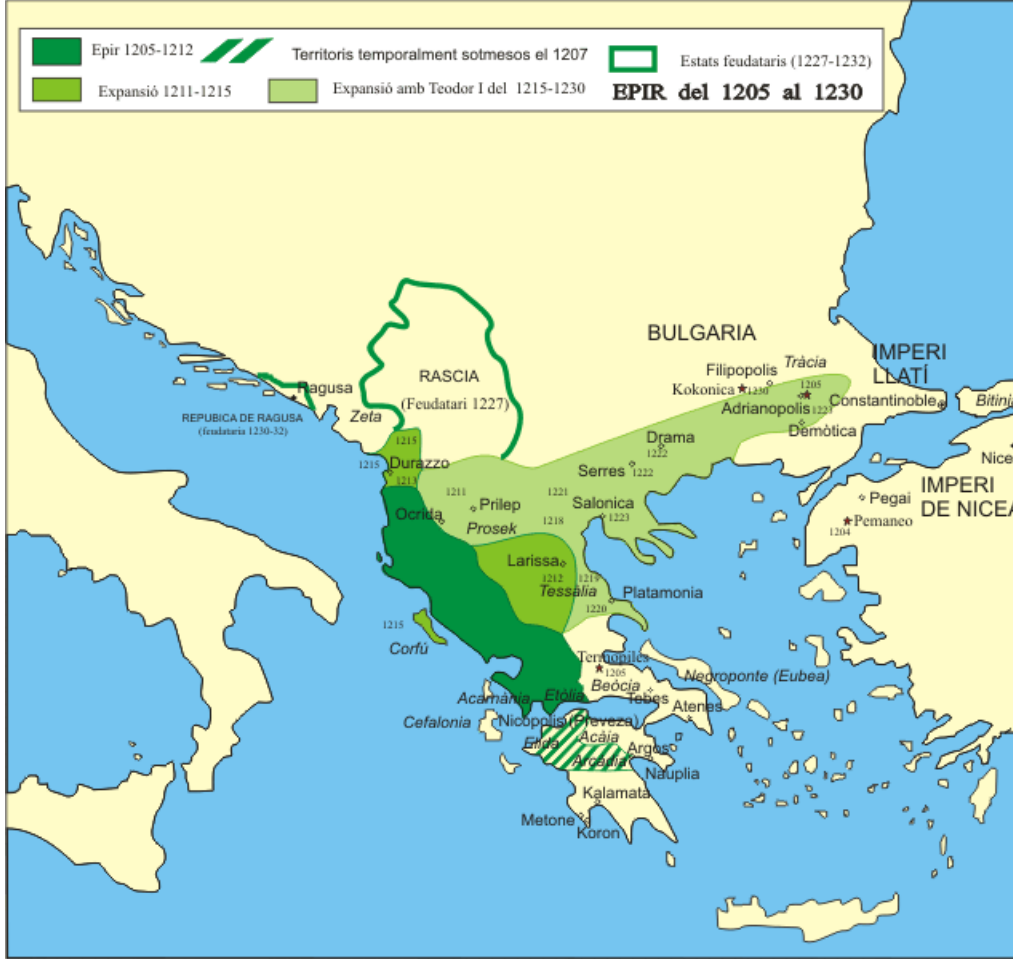 Epir 1205-1212
Territoris temporalment sotmesos el 1207
Estats feudataris (1227-1232)
Expansió 1211-1215
Expansió amb Teodor I del 1215-1230
EPIR del 1205 al 1230
BULGARIA
IMPERI
LLATÍ
Tràcia
Filipopolis
Kokonica
1230
1205
Adrianopolis
1223
Constantinoble
Bitini
Demòtica
RASCIA
(Feudatari 1227)
Ragusa
REPUBICA DE RAGUSA
(feudataria 1230-32)
Zeta
1215
1215
Durazzo
1213
Drama
1222
Serres
1222
Nice
IMPERI
DE NICEA
Pegai
Pemaneo
1204
1211
Prilep
1221
Salonica
1223
Ocrida
Prosek
1218
Larissa
1212
1219
Tessàlia
1220
Platamonia
1215
Corfú
Termòpiles
1205
Beòcia
Negroponte (Eubea)
Tebes
Atenes
Acarnània
Etòlia
Cefalonia
Nicopolis (Preveza)
Elida
Acàia
Arcàdia
Argos
Nauplia
Kalamata
Metone
Koron